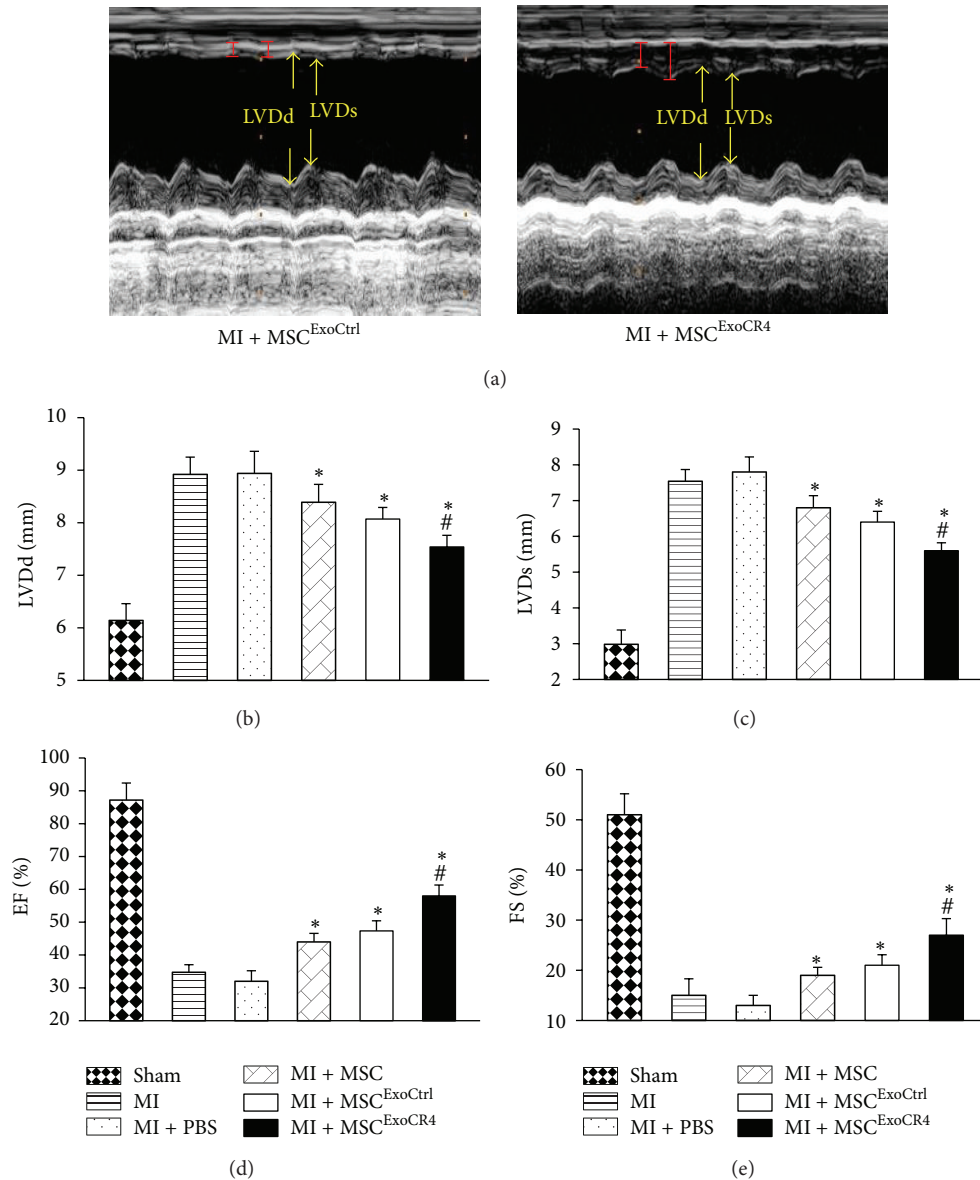 LVDd LVDs
LVDd LVDs
MI + MSC^ExoCtrl
MI + MSC^ExoCR4
(a)
10
9
8
7
6
5
LVDd (mm)
*
*
*
#
(b)
9
8
7
6
5
4
3
2
LVDs (mm)
*
*
*
#
(c)
100
90
80
70
60
50
40
30
20
EF (%)
*
*
*
#
Sham
MI
MI + PBS
MI + MSC
MI + MSC^ExoCtrl
MI + MSC^ExoCR4
(d)
60
50
40
30
20
10
FS (%)
*
*
*
#
Sham
MI
MI + PBS
MI + MSC
MI + MSC^ExoCtrl
MI + MSC^ExoCR4
(e)